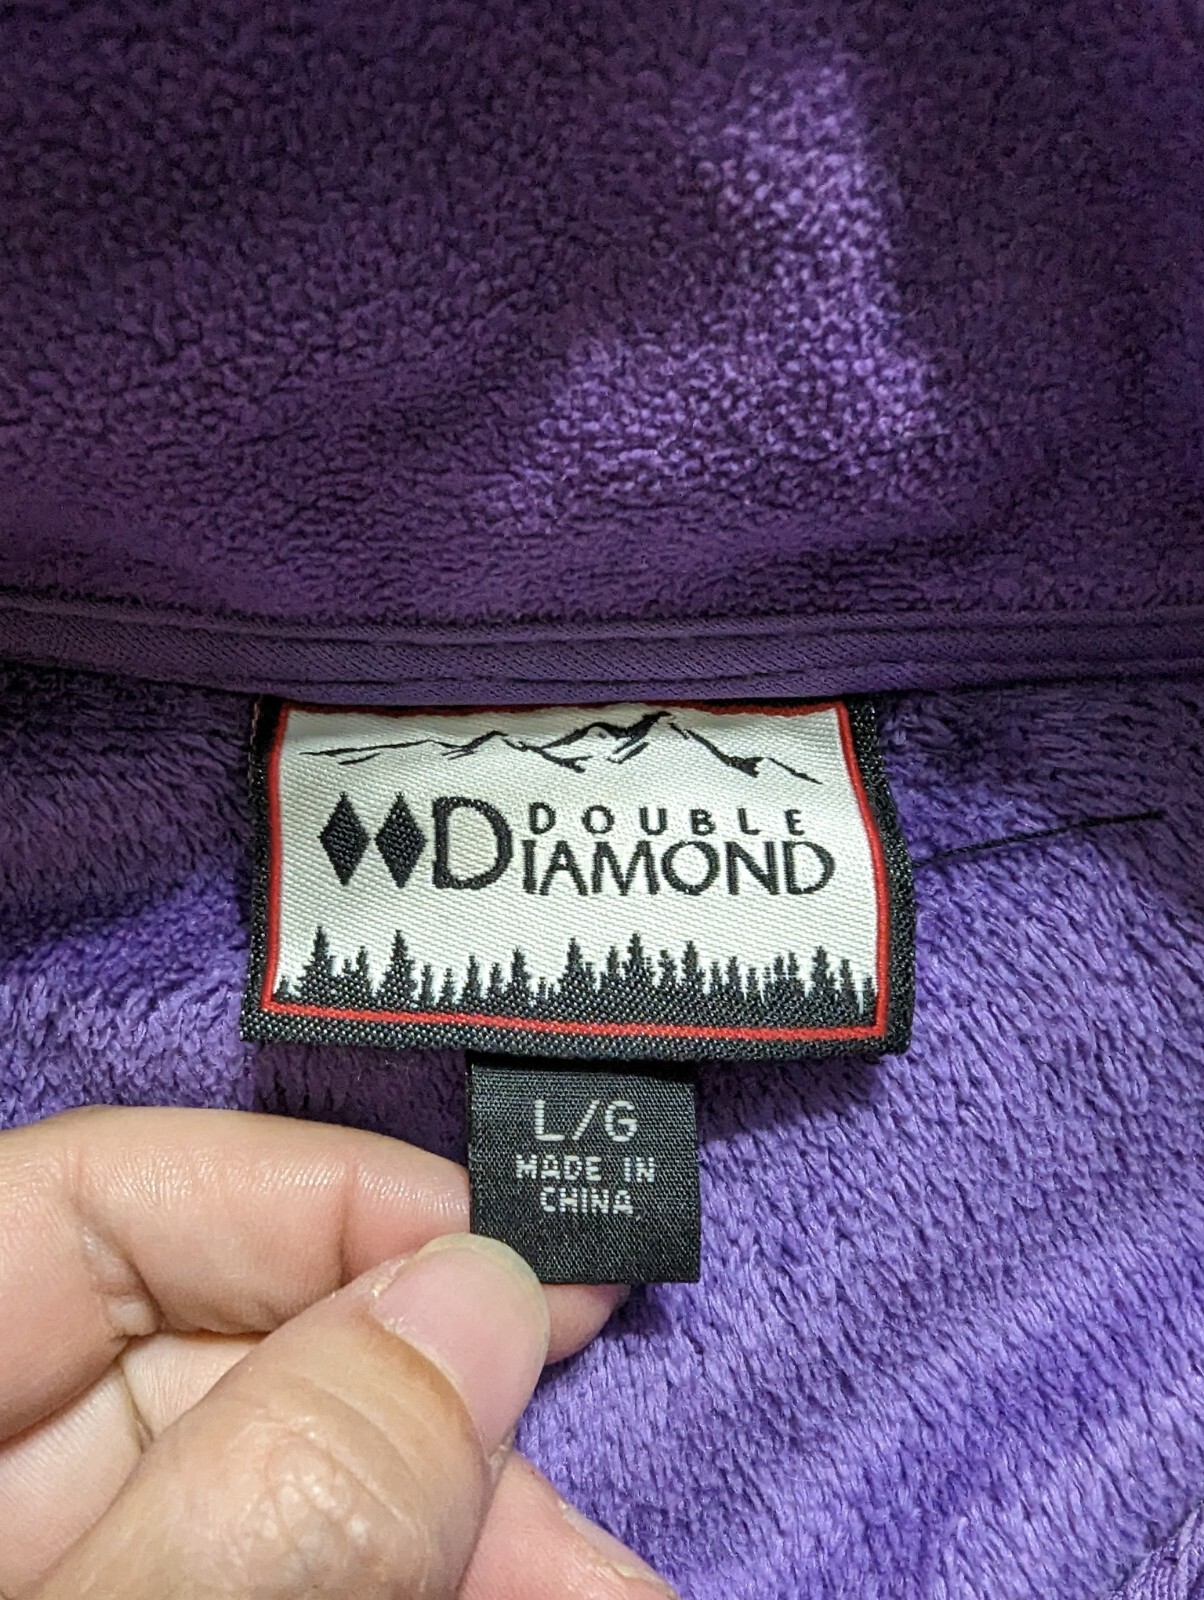 DOUBLE
DIAMOND
L/G
MADE IN
CHINA